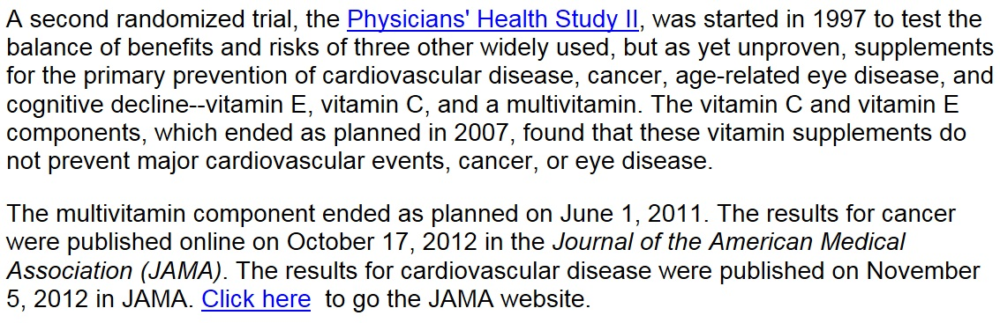 A second randomized trial, the Physicians' Health Study II, was started in 1997 to test the
balance of benefits and risks of three other widely used, but as yet unproven, supplements
for the primary prevention of cardiovascular disease, cancer, age-related eye disease, and
cognitive decline--vitamin E, vitamin C, and a multivitamin. The vitamin C and vitamin E
components, which ended as planned in 2007, found that these vitamin supplements do
not prevent major cardiovascular events, cancer, or eye disease.
The multivitamin component ended as planned on June 1, 2011. The results for cancer
were published online on October 17, 2012 in the Journal of the American Medical
Association (JAMA). The results for cardiovascular disease were published on November
5, 2012 in JAMA. Click here to go the JAMA website.